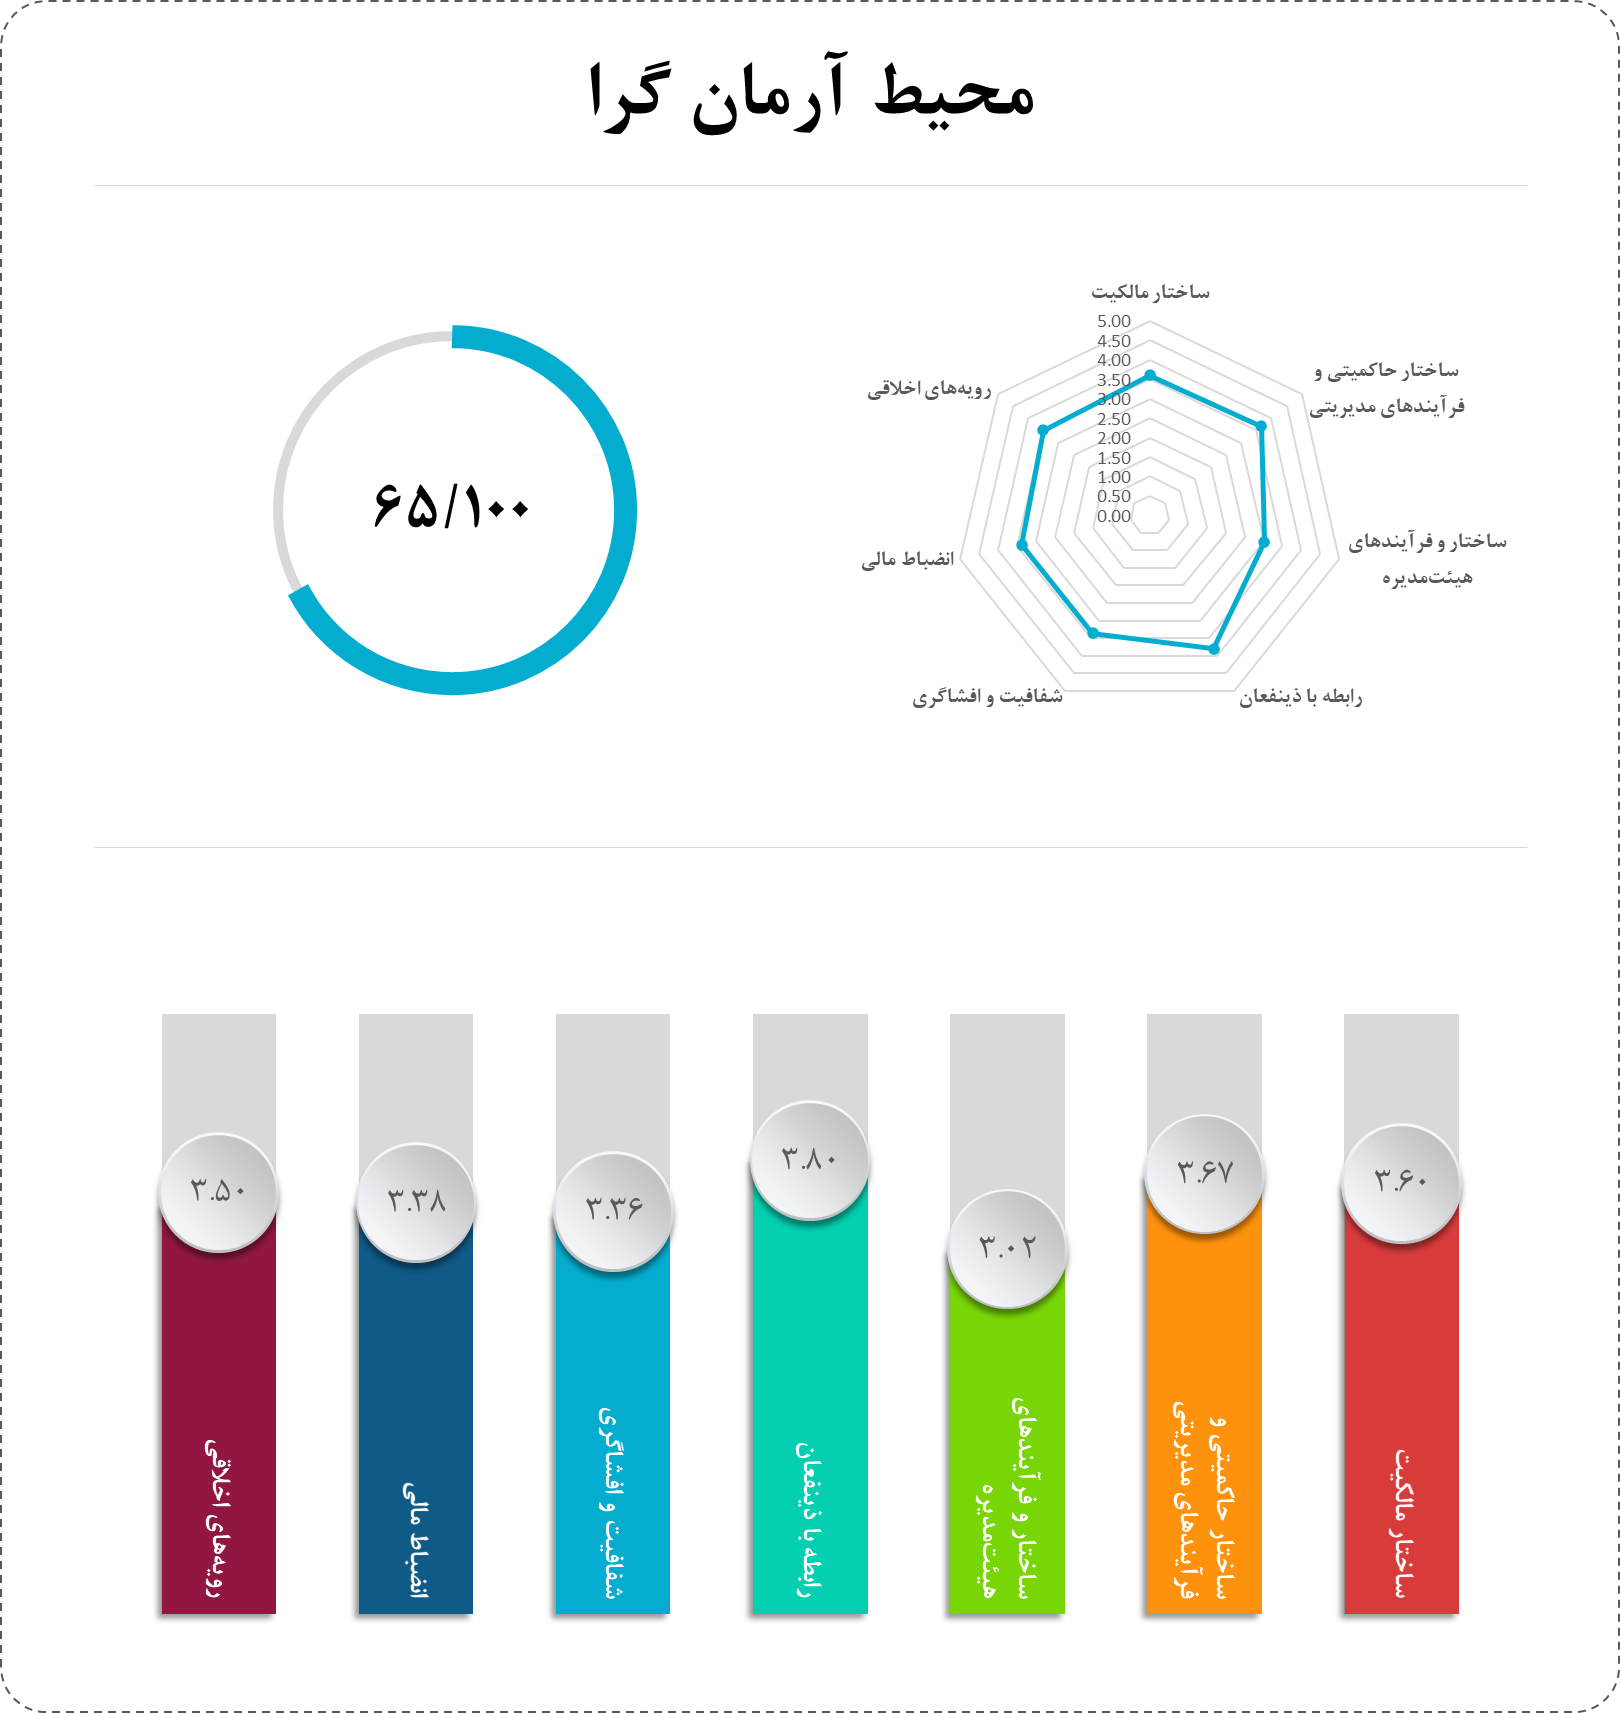 محیط آرمان گرا
ساختار مالکیت
5.00
4.50
4.00
3.50
3.00
2.50
2.00
1.50
1.00
0.50
0.00
ساختار حاکمیتی و
فرآیندهای مدیریتی
ساختار و فرآیندهای
هیئت‌مدیره
رابطه با ذینفعان
شفافیت و افشاگری
انضباط مالی
رویه‌های اخلاقی
۶۵/۱۰۰
۳.۶۰
ساختار مالکیت
۳.۶۷
ساختار حاکمیتی و
فرآیندهای مدیریتی
۳.۰۲
ساختار و فرآیندهای
هیئت‌مدیره
۳.۸۰
رابطه با ذینفعان
۳.۳۶
شفافیت و افشاگری
۳.۳۸
انضباط مالی
۳.۵۰
رویه‌های اخلاقی